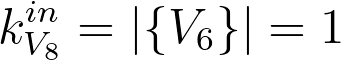 $k_{V_8}^{in} = |\{V_6\}| = 1$